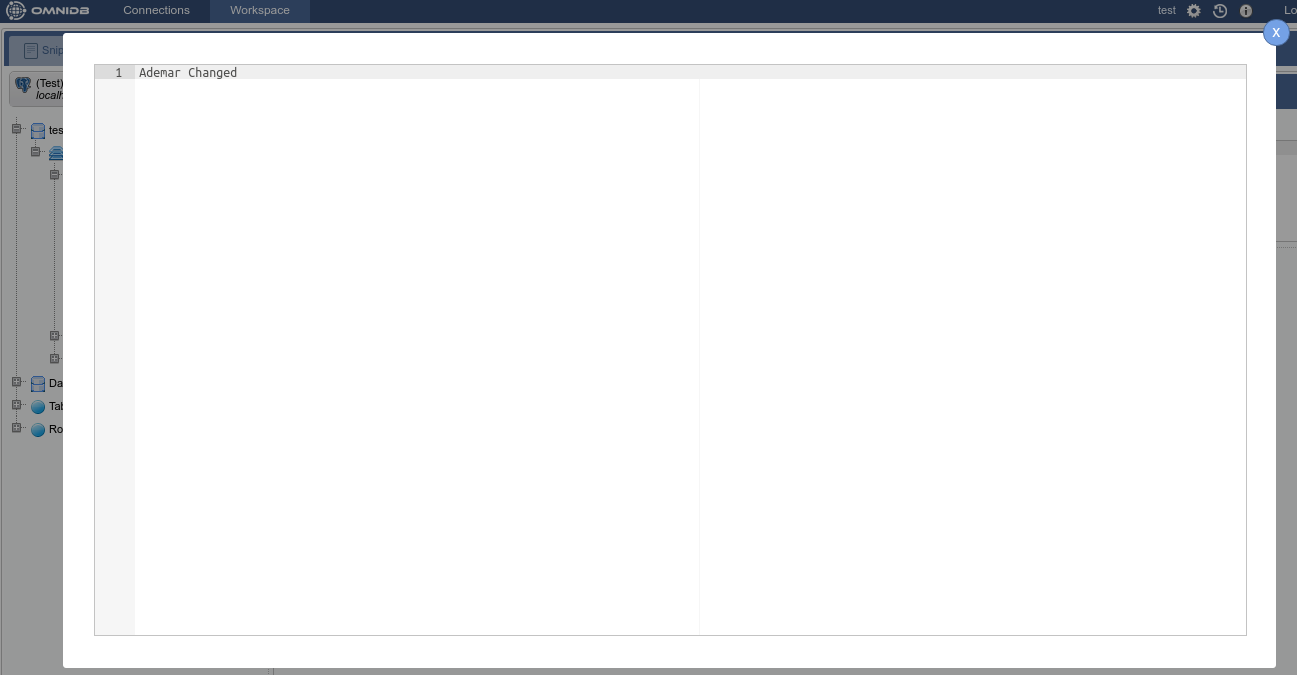 OMNIDB Connections Workspace test Lo
X
Snip
1 Ademar Changed
(Test)
localh
tes
Da
Tab
Ro